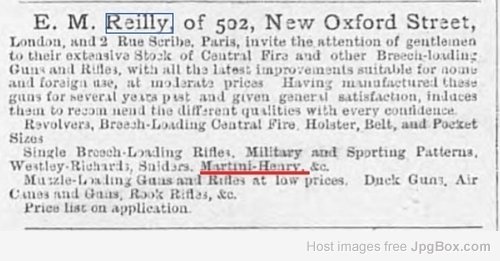 E. M. Reilly, of 502, New Oxford Street,
London, and 2 Rue Scribe, Paris, invite the attention of gentlemen
to their extensive Stock of Central Fire and other Breech-loading
Guns and Rifles, with all the latest improvements suitable for home
and foreign use, at moderate prices. Having manufactured these
guns for several years past and given general satisfaction, induces
them to recommend the different qualities with every confidence.
Revolvers, Breech-Loading Central Fire, Holster, Belt, and Pocket
Sizes
Single Breech-Loading Rifles, Military and Sporting Patterns,
Westley-Richards, Sniders, Martini-Henry, &c.
Muzzle-Loading Guns and Rifles at low prices. Duck Guns, Air
Canes and Guns, Rook Rifles, &c.
Price list on application.
Host images free JpgBox.com